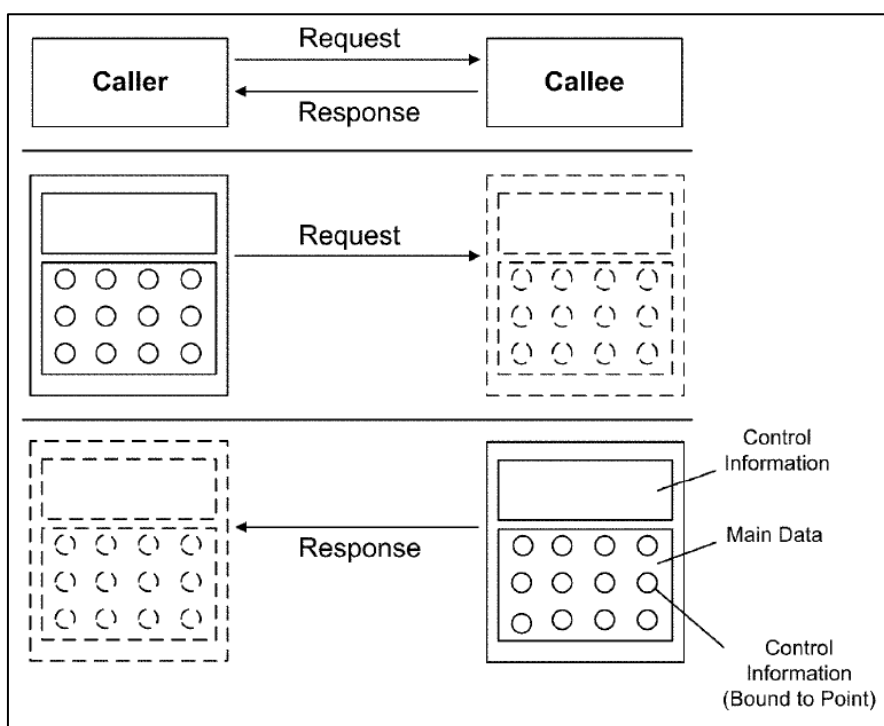 Caller
Request
Response
Callee
Request
Response
Control
Information
Main Data
Control
Information
(Bound to Point)